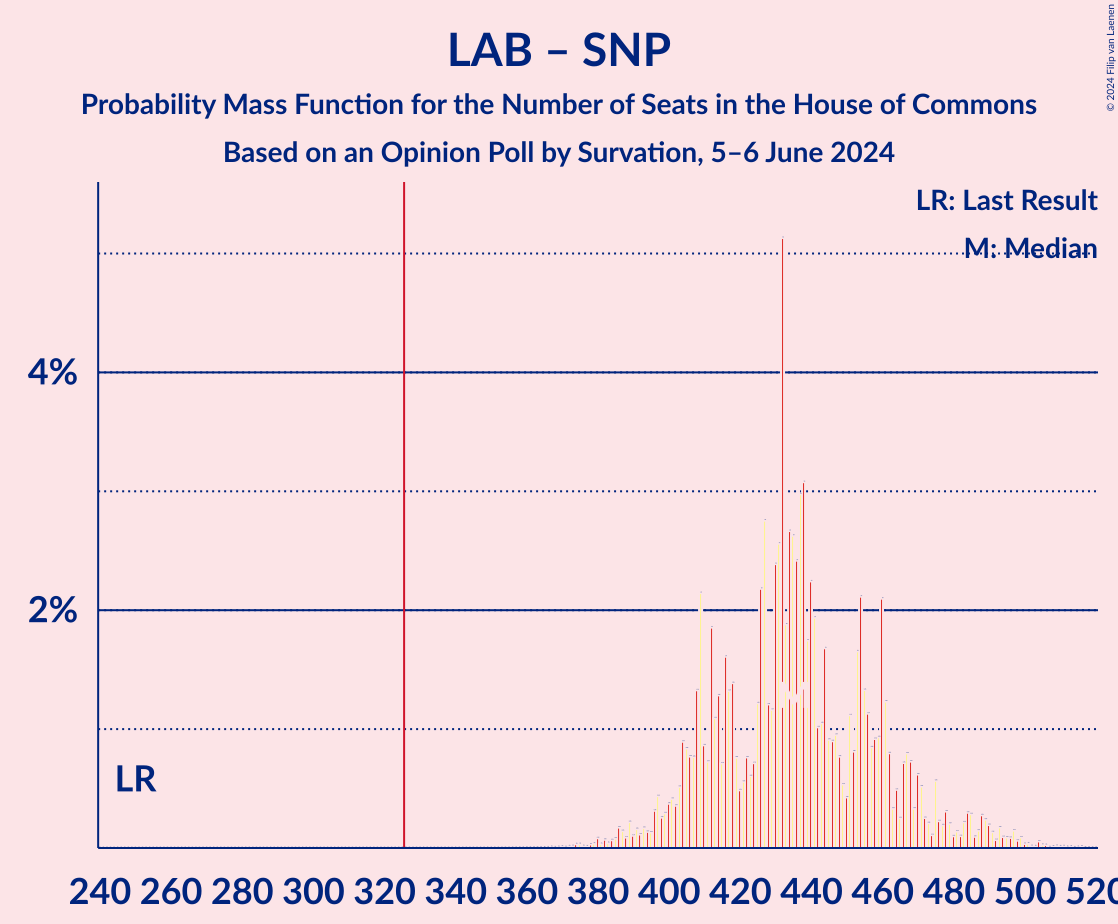 LAB – SNP
Probability Mass Function for the Number of Seats in the House of Commons
Based on an Opinion Poll by Survation, 5–6 June 2024
© 2024 Filip van Laenen
LR: Last Result
M: Median
4%
2%
LR
240 260 280 300 320 340 360 380 400 420 440 460 480 500 520